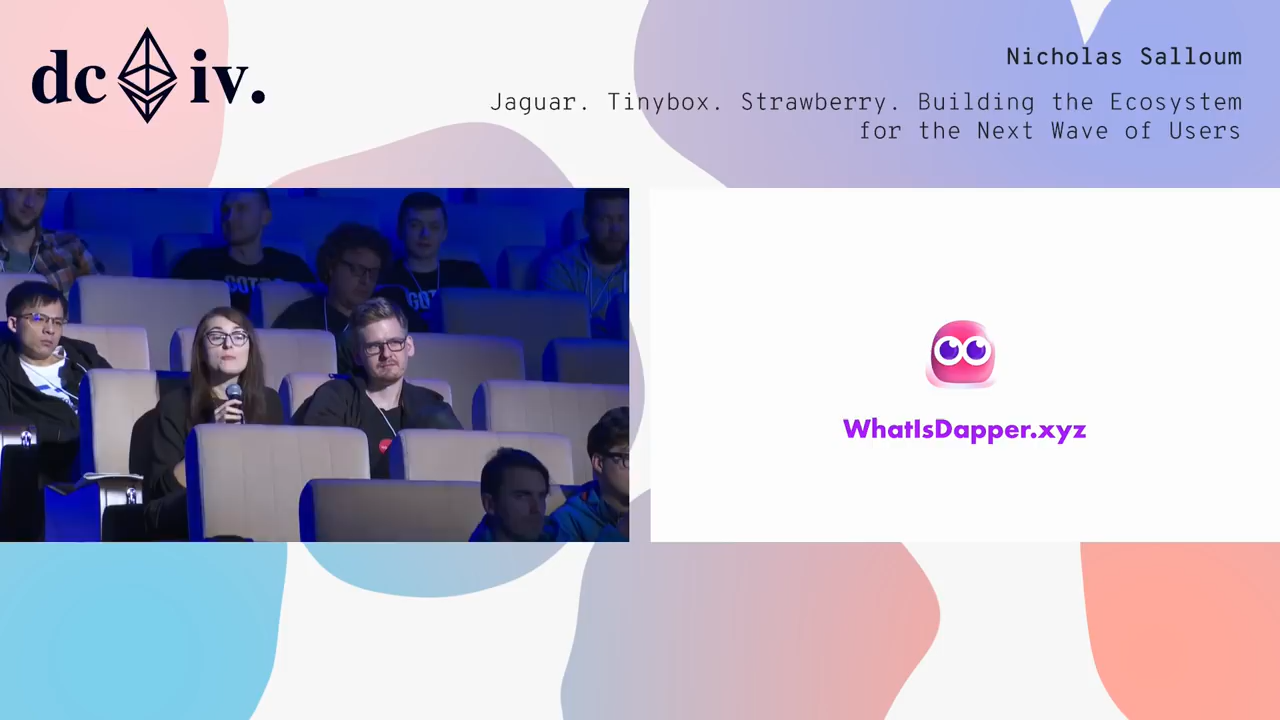 dc iv.
Nicholas Salloum
Jaguar. Tinybox. Strawberry. Building the Ecosystem
for the Next Wave of Users
WhatIsDapper.xyz